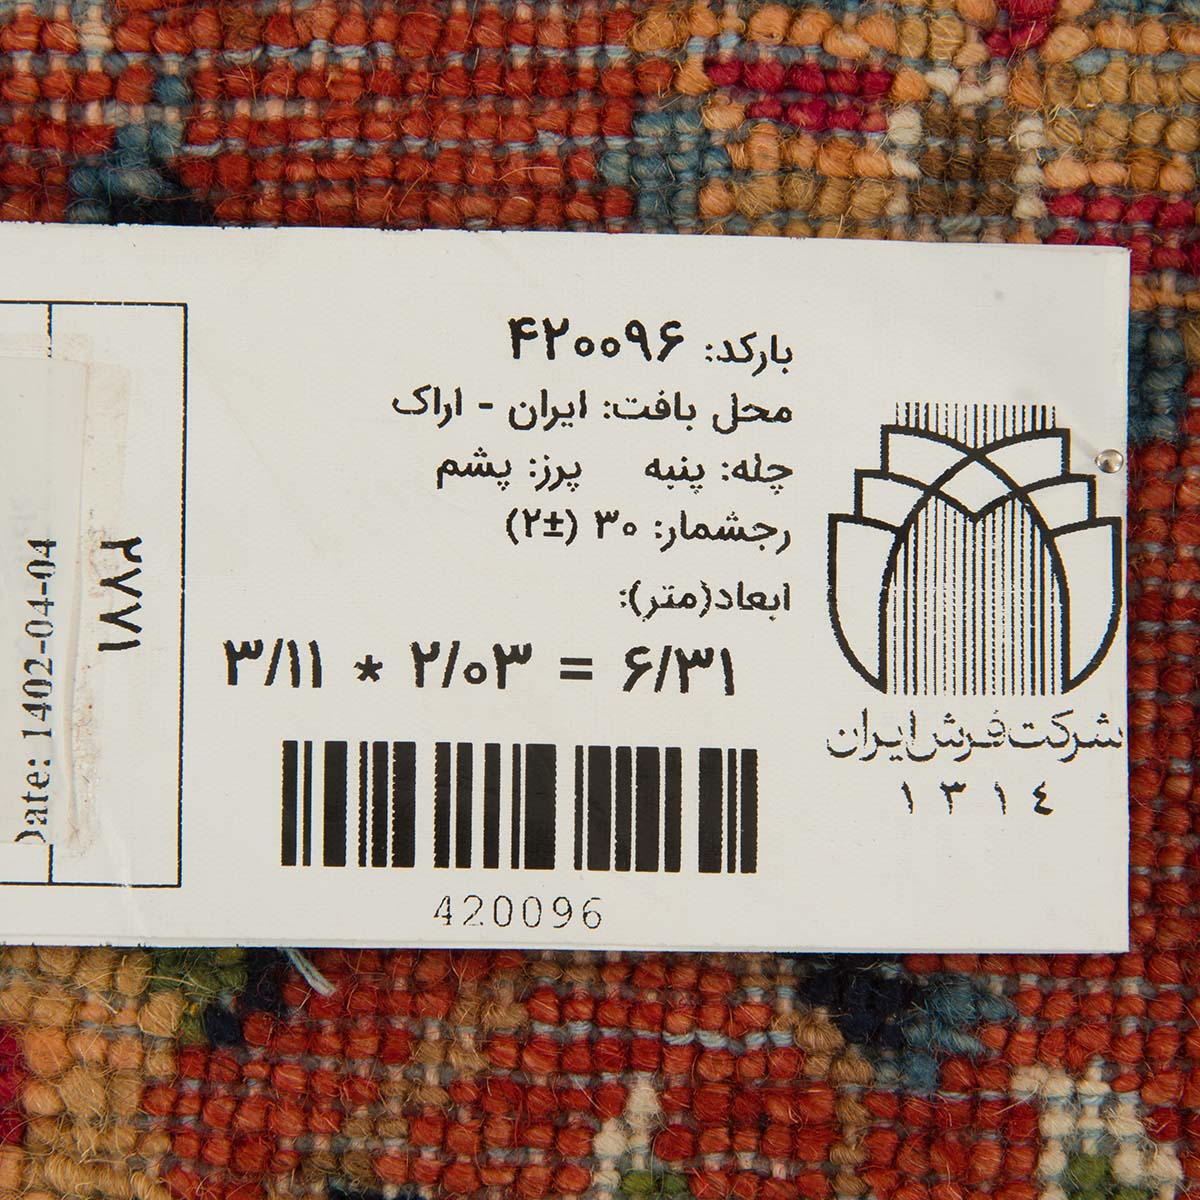 بارکد: ۴۲۰۰۹۶
محل بافت: ایران - اراک
چله: پنبه پرز: پشم
رجشمار: ۳۰ (±۲)
ابعاد(متر):
۳/۱۱ * ۲/۰۳ = ۶/۳۱
420096
شرکت فرش ایران
۱۳۱٤
۲۷۷۱
Date: 1402-04-04